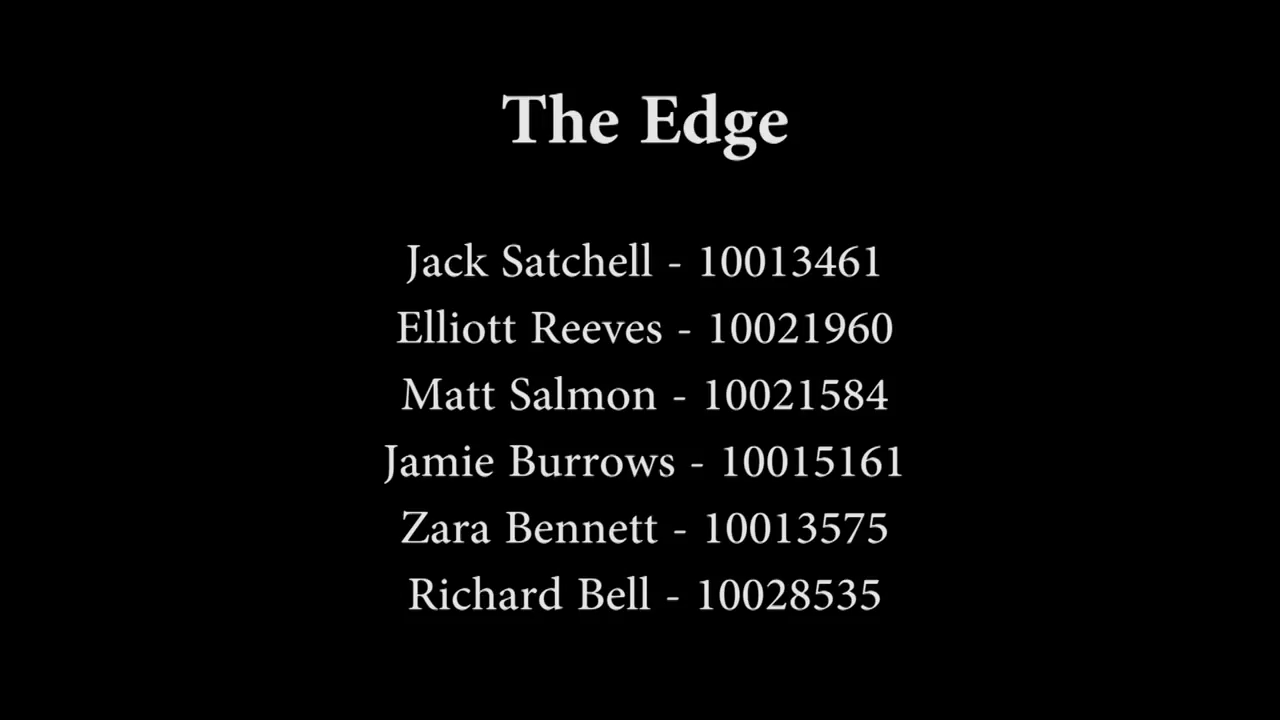 The Edge
Jack Satchell - 10013461
Elliott Reeves - 10021960
Matt Salmon - 10021584
Jamie Burrows - 10015161
Zara Bennett - 10013575
Richard Bell - 10028535